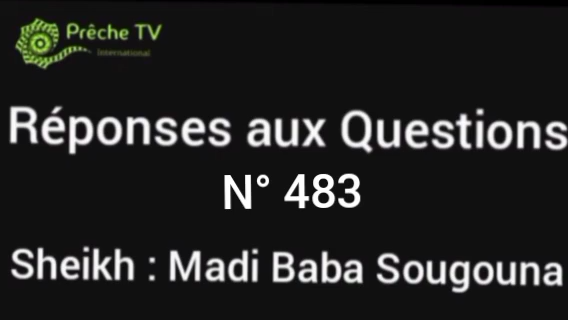 Prêche TV
International
Réponses aux Questions
N° 483
Sheikh : Madi Baba Sougouna